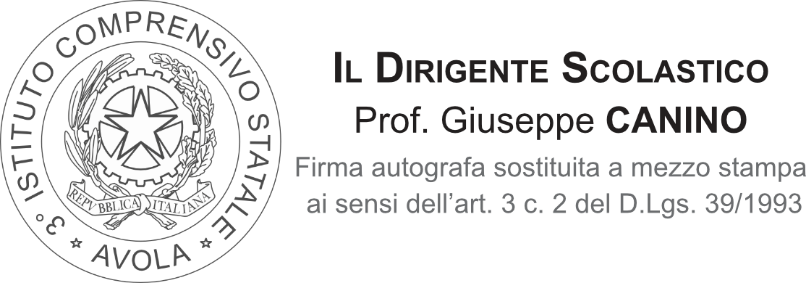 3° ISTITUTO COMPRENSIVO STATALE
AVOLA
REPVBBLICA ITALIANA
IL DIRIGENTE SCOLASTICO
Prof. Giuseppe CANINO
Firma autografa sostituita a mezzo stampa
ai sensi dell’art. 3 c. 2 del D.Lgs. 39/1993